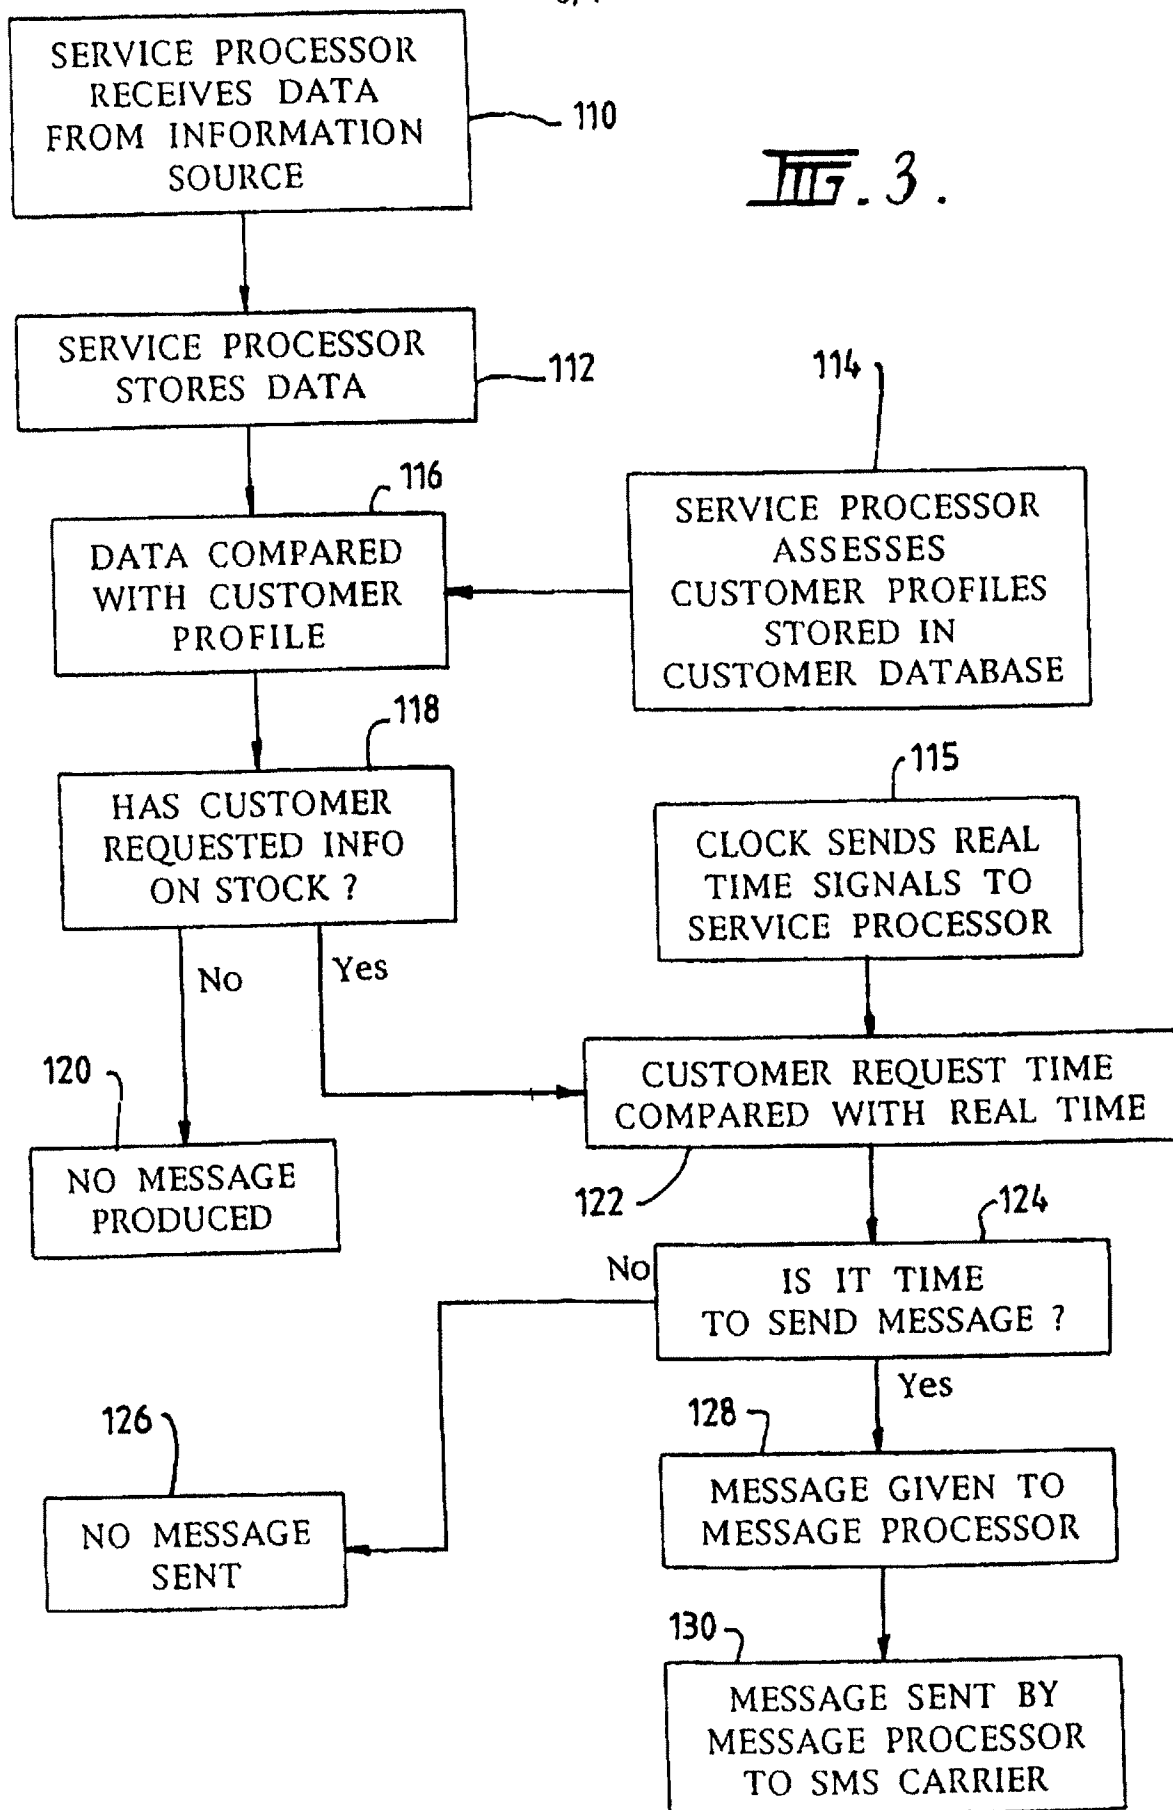 SERVICE PROCESSOR
RECEIVES DATA
FROM INFORMATION
SOURCE
110
FIG. 3.
SERVICE PROCESSOR
STORES DATA
112
114
116
DATA COMPARED
WITH CUSTOMER
PROFILE
SERVICE PROCESSOR
ASSESSES
CUSTOMER PROFILES
STORED IN
CUSTOMER DATABASE
118
HAS CUSTOMER
REQUESTED INFO
ON STOCK ?
115
CLOCK SENDS REAL
TIME SIGNALS TO
SERVICE PROCESSOR
No
Yes
120
NO MESSAGE
PRODUCED
CUSTOMER REQUEST TIME
COMPARED WITH REAL TIME
122
124
No
IS IT TIME
TO SEND MESSAGE ?
Yes
126
NO MESSAGE
SENT
128
MESSAGE GIVEN TO
MESSAGE PROCESSOR
130
MESSAGE SENT BY
MESSAGE PROCESSOR
TO SMS CARRIER